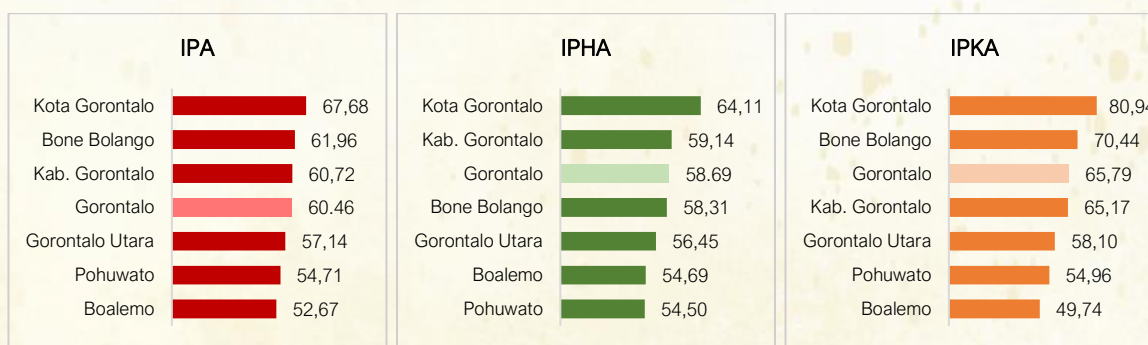 IPA
Kota Gorontalo 67,68
Bone Bolango 61,96
Kab. Gorontalo 60,72
Gorontalo 60.46
Gorontalo Utara 57,14
Pohuwato 54,71
Boalemo 52,67
IPHA
Kota Gorontalo 64,11
Kab. Gorontalo 59,14
Gorontalo 58.69
Bone Bolango 58,31
Gorontalo Utara 56,45
Boalemo 54,69
Pohuwato 54,50
IPKA
Kota Gorontalo 80,94
Bone Bolango 70,44
Gorontalo 65,79
Kab. Gorontalo 65,17
Gorontalo Utara 58,10
Pohuwato 54,96
Boalemo 49,74